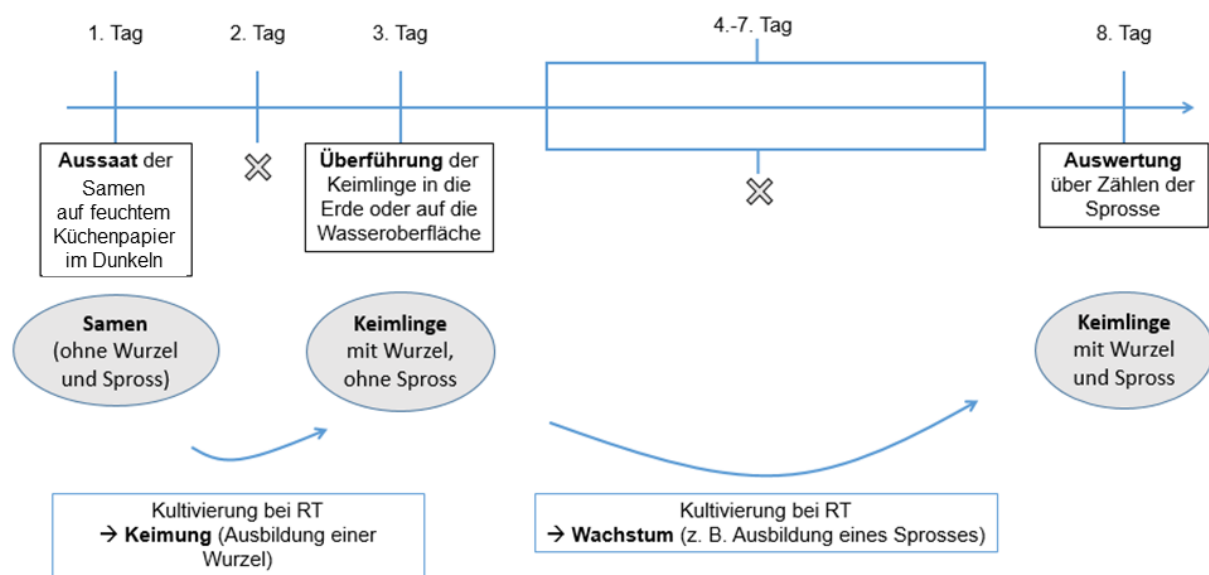 1. Tag
2. Tag
3. Tag
4.-7. Tag
8. Tag
Aussaat der
Samen
auf feuchtem
Küchenpapier
im Dunkeln
Überführung der
Keimlinge in die
Erde oder auf die
Wasseroberfläche
Auswertung
über Zählen der
Sprosse
Samen
(ohne Wurzel
und Spross)
Keimlinge
mit Wurzel,
ohne Spross
Keimlinge
mit Wurzel
und Spross
Kultivierung bei RT
→ Keimung (Ausbildung einer
Wurzel)
Kultivierung bei RT
→ Wachstum (z. B. Ausbildung eines Sprosses)